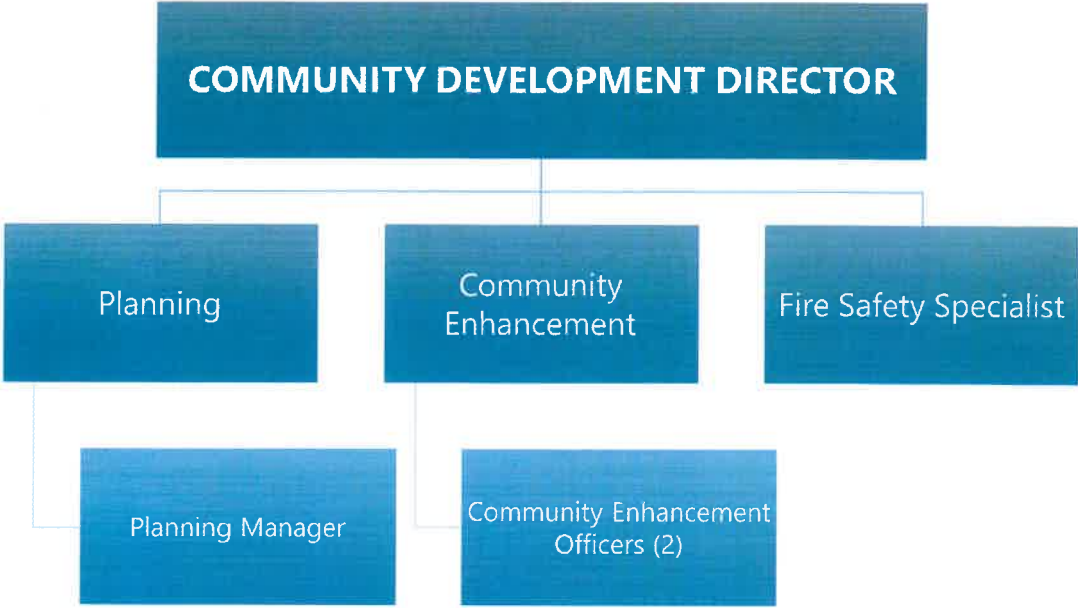 COMMUNITY DEVELOPMENT DIRECTOR
Planning
Community
Enhancement
Fire Safety Specialist
Planning Manager
Community Enhancement
Officers (2)